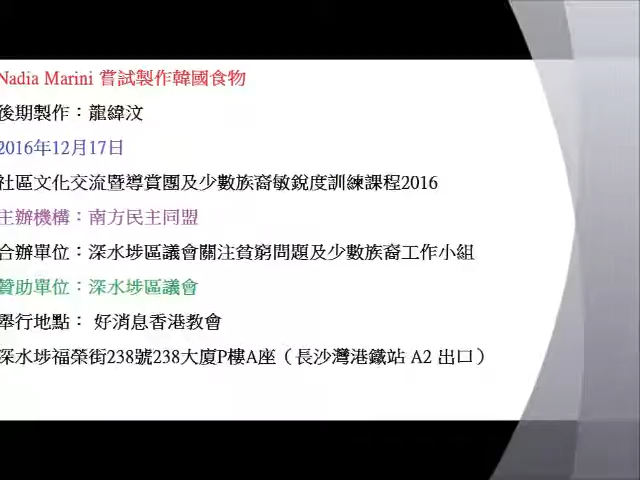 Nadia Marini 嘗試製作韓國食物
後期製作：龍緯汶
2016年12月17日
社區文化交流暨導賞團及少數族裔敏銳度訓練課程2016
主辦機構：南方民主同盟
合辦單位：深水埗區議會關注貧窮問題及少數族裔工作小組
贊助單位：深水埗區議會
舉行地點： 好消息香港教會
深水埗福榮街238號238大廈P樓A座（長沙灣港鐵站 A2 出口）